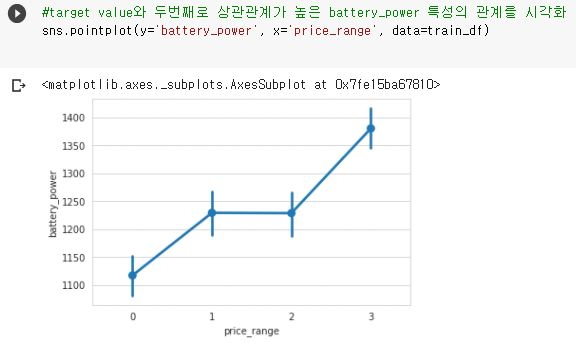 #target value와 두번째로 상관관계가 높은 battery_power 특성의 관계를 시각화
sns.pointplot(y='battery_power', x='price_range', data=train_df)
<matplotlib.axes._subplots.AxesSubplot at 0x7fe15ba67810>
1400
1350
1300
1250
1200
1150
1100
battery_power
0 1 2 3
price_range